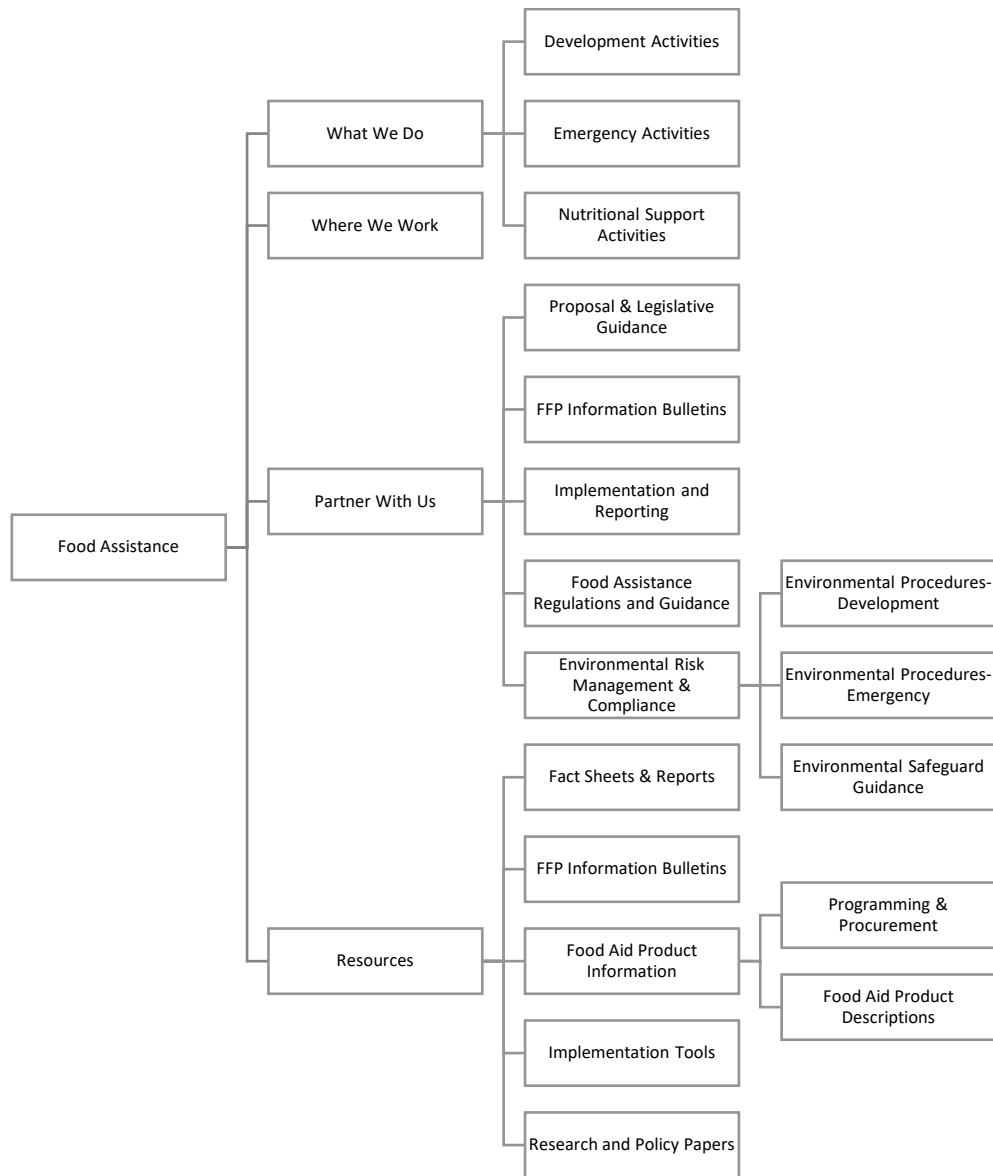 Food Assistance
What We Do
Development Activities
Emergency Activities
Nutritional Support
Activities
Where We Work
Partner With Us
Proposal & Legislative
Guidance
FFP Information Bulletins
Implementation and
Reporting
Food Assistance
Regulations and Guidance
Environmental Risk
Management &
Compliance
Environmental Procedures-
Development
Environmental Procedures-
Emergency
Environmental Safeguard
Guidance
Resources
Fact Sheets & Reports
FFP Information Bulletins
Food Aid Product
Information
Programming &
Procurement
Food Aid Product
Descriptions
Implementation Tools
Research and Policy Papers